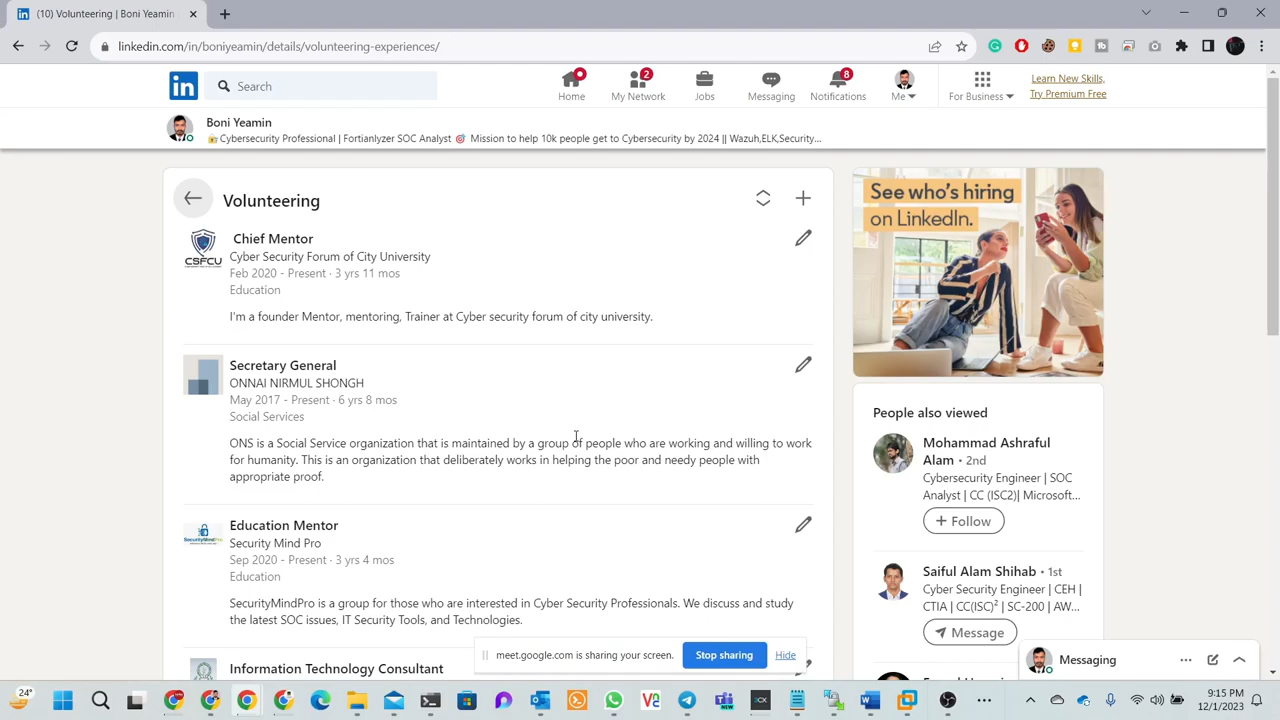 (10) Volunteering | Boni Yeamin
linkedin.com/in/boniyeamin/details/volunteering-experiences/
Search
2
8
Home
My Network
Jobs
Messaging
Notifications
Me
For Business
Learn New Skills,
Try Premium Free
Boni Yeamin
Cybersecurity Professional | Fortianlyzer SOC Analyst 🎯 Mission to help 10k people get to Cybersecurity by 2024 || Wazuh,ELK,Security...
Volunteering
Chief Mentor
Cyber Security Forum of City University
Feb 2020 - Present · 3 yrs 11 mos
Education
I'm a founder Mentor, mentoring, Trainer at Cyber security forum of city university.
CSFCU
Secretary General
ONNAI NIRMUL SHONGH
May 2017 - Present · 6 yrs 8 mos
Social Services
ONS is a Social Service organization that is maintained by a group of people who are working and willing to work
for humanity. This is an organization that deliberately works in helping the poor and needy people with
appropriate proof.
Education Mentor
Security Mind Pro
Sep 2020 - Present · 3 yrs 4 mos
Education
SecurityMindPro is a group for those who are interested in Cyber Security Professionals. We discuss and study
the latest SOC issues, IT Security Tools, and Technologies.
SecurityMindPro
Information Technology Consultant
See who's hiring
on LinkedIn.
People also viewed
Mohammad Ashraful
Alam • 2nd
Cybersecurity Engineer | SOC
Analyst | CC (ISC2)| Microsoft...
+ Follow
Saiful Alam Shihab • 1st
Cyber Security Engineer | CEH |
CTIA | CC(ISC)² | SC-200 | AW...
Message
Messaging
meet.google.com is sharing your screen.
Stop sharing
Hide
24°
9:15 PM
12/1/2023